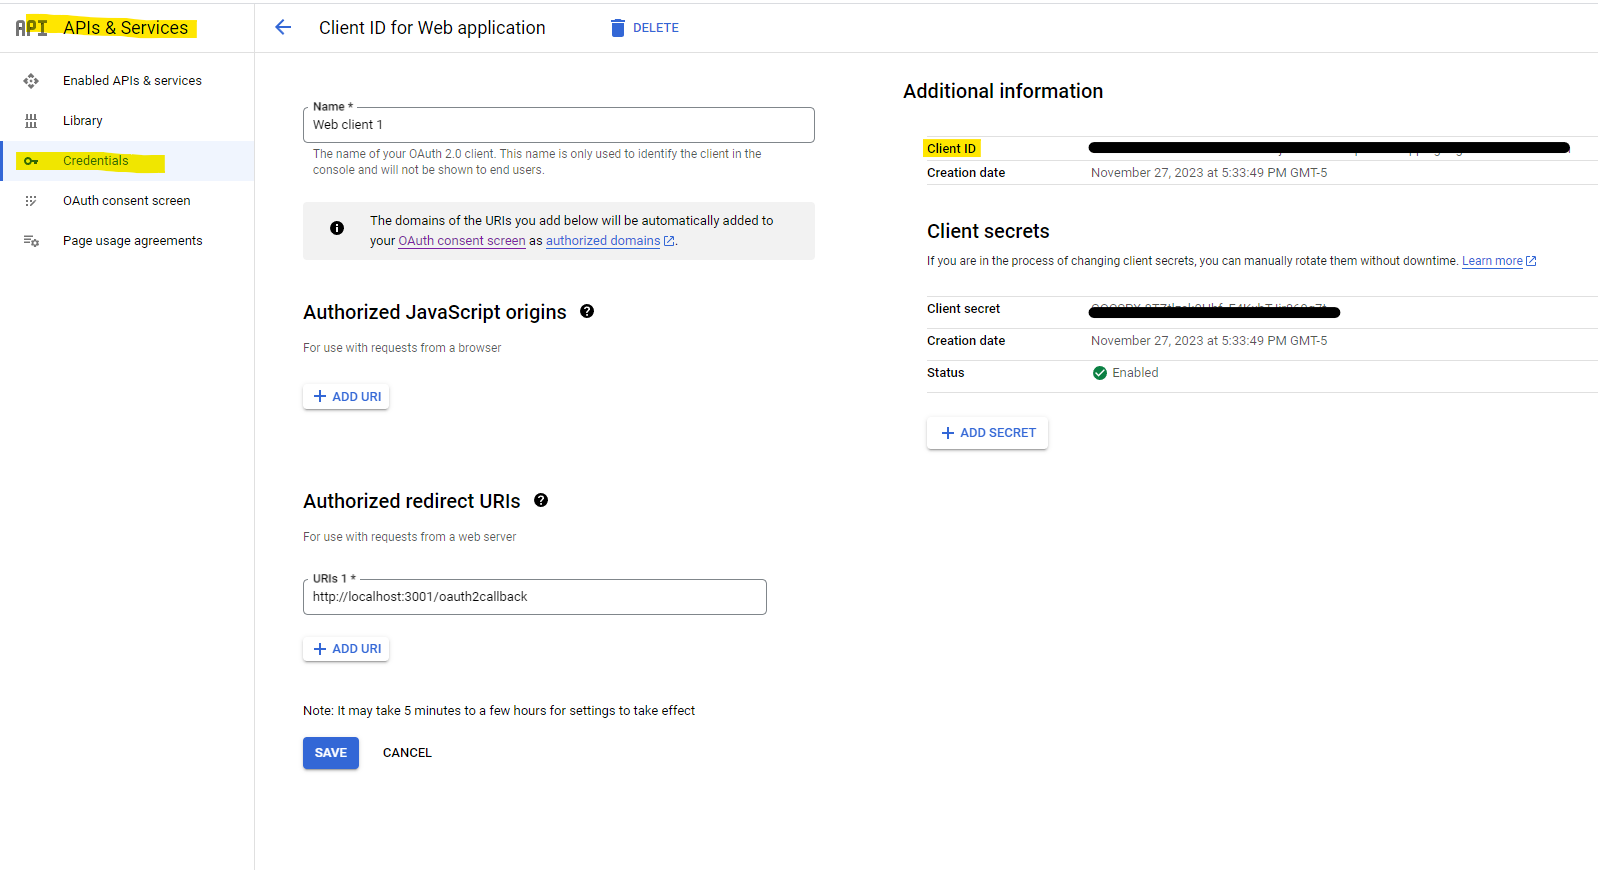 API APIs & Services
Client ID for Web application
DELETE
Enabled APIs & services
Library
Credentials
OAuth consent screen
Page usage agreements
Name *
Web client 1
The name of your OAuth 2.0 client. This name is only used to identify the client in the
console and will not be shown to end users.
The domains of the URIs you add below will be automatically added to
your OAuth consent screen as authorized domains.
Authorized JavaScript origins
For use with requests from a browser
ADD URI
Authorized redirect URIs
For use with requests from a web server
URIs 1 *
http://localhost:3001/oauth2callback
ADD URI
Note: It may take 5 minutes to a few hours for settings to take effect
SAVE CANCEL
Additional information
Client ID
Creation date November 27, 2023 at 5:33:49 PM GMT-5
Client secrets
If you are in the process of changing client secrets, you can manually rotate them without downtime. Learn more
Client secret
Creation date November 27, 2023 at 5:33:49 PM GMT-5
Status Enabled
ADD SECRET